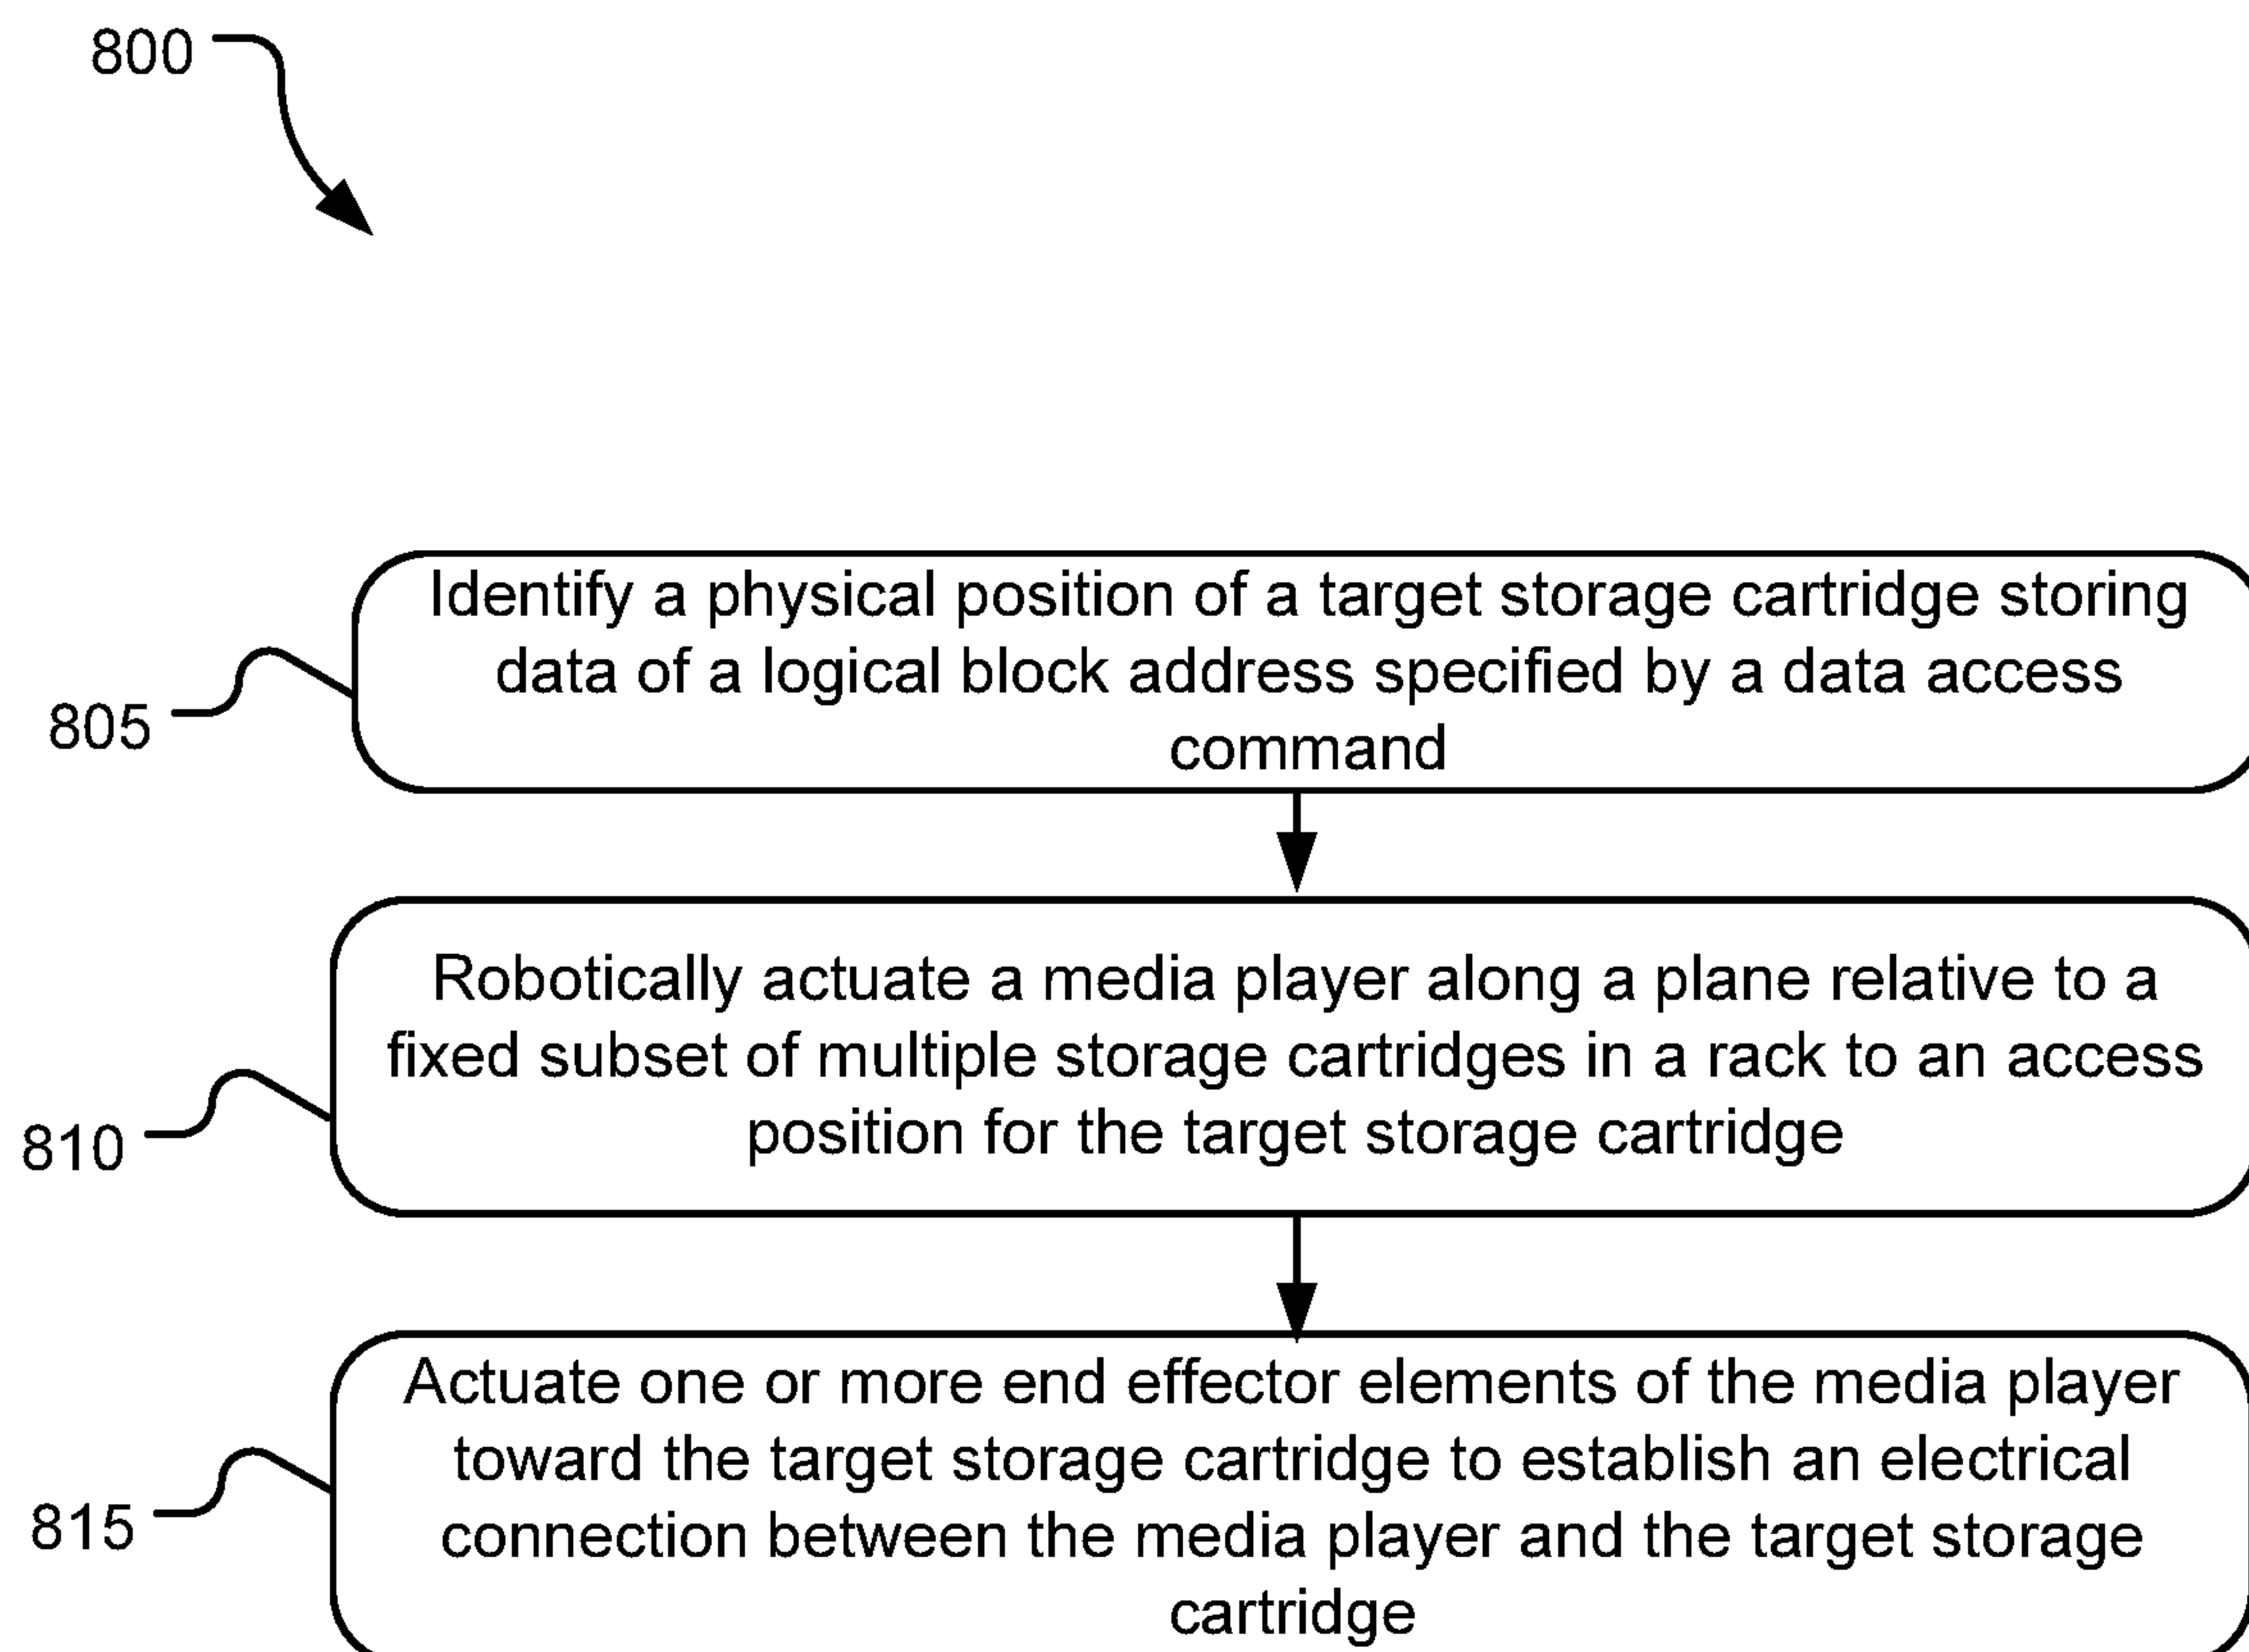 800
Identify a physical position of a target storage cartridge storing
data of a logical block address specified by a data access
command
805
Robotically actuate a media player along a plane relative to a
fixed subset of multiple storage cartridges in a rack to an access
position for the target storage cartridge
810
Actuate one or more end effector elements of the media player
toward the target storage cartridge to establish an electrical
connection between the media player and the target storage
cartridge
815